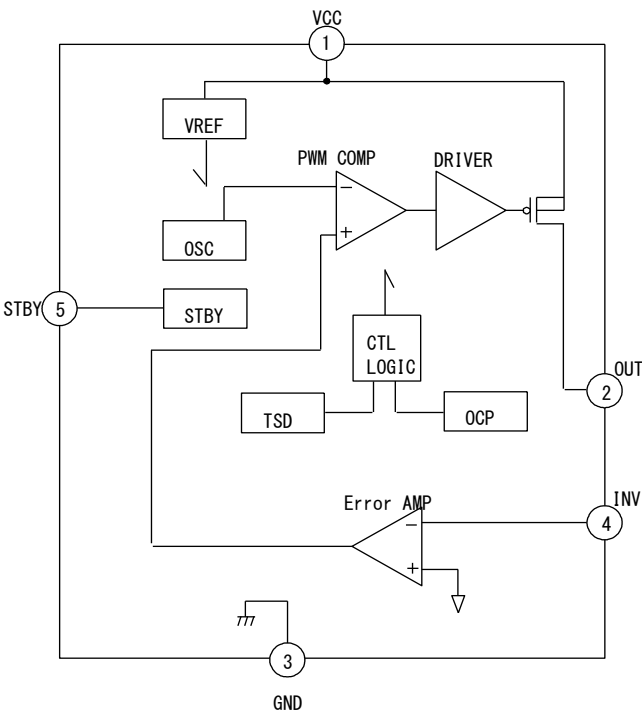 VCC
1
VREF
PWM COMP
DRIVER
−
+
OSC
STBY
5
STBY
CTL
LOGIC
OUT
2
TSD
OCP
Error AMP
INV
−
4
+
3
GND